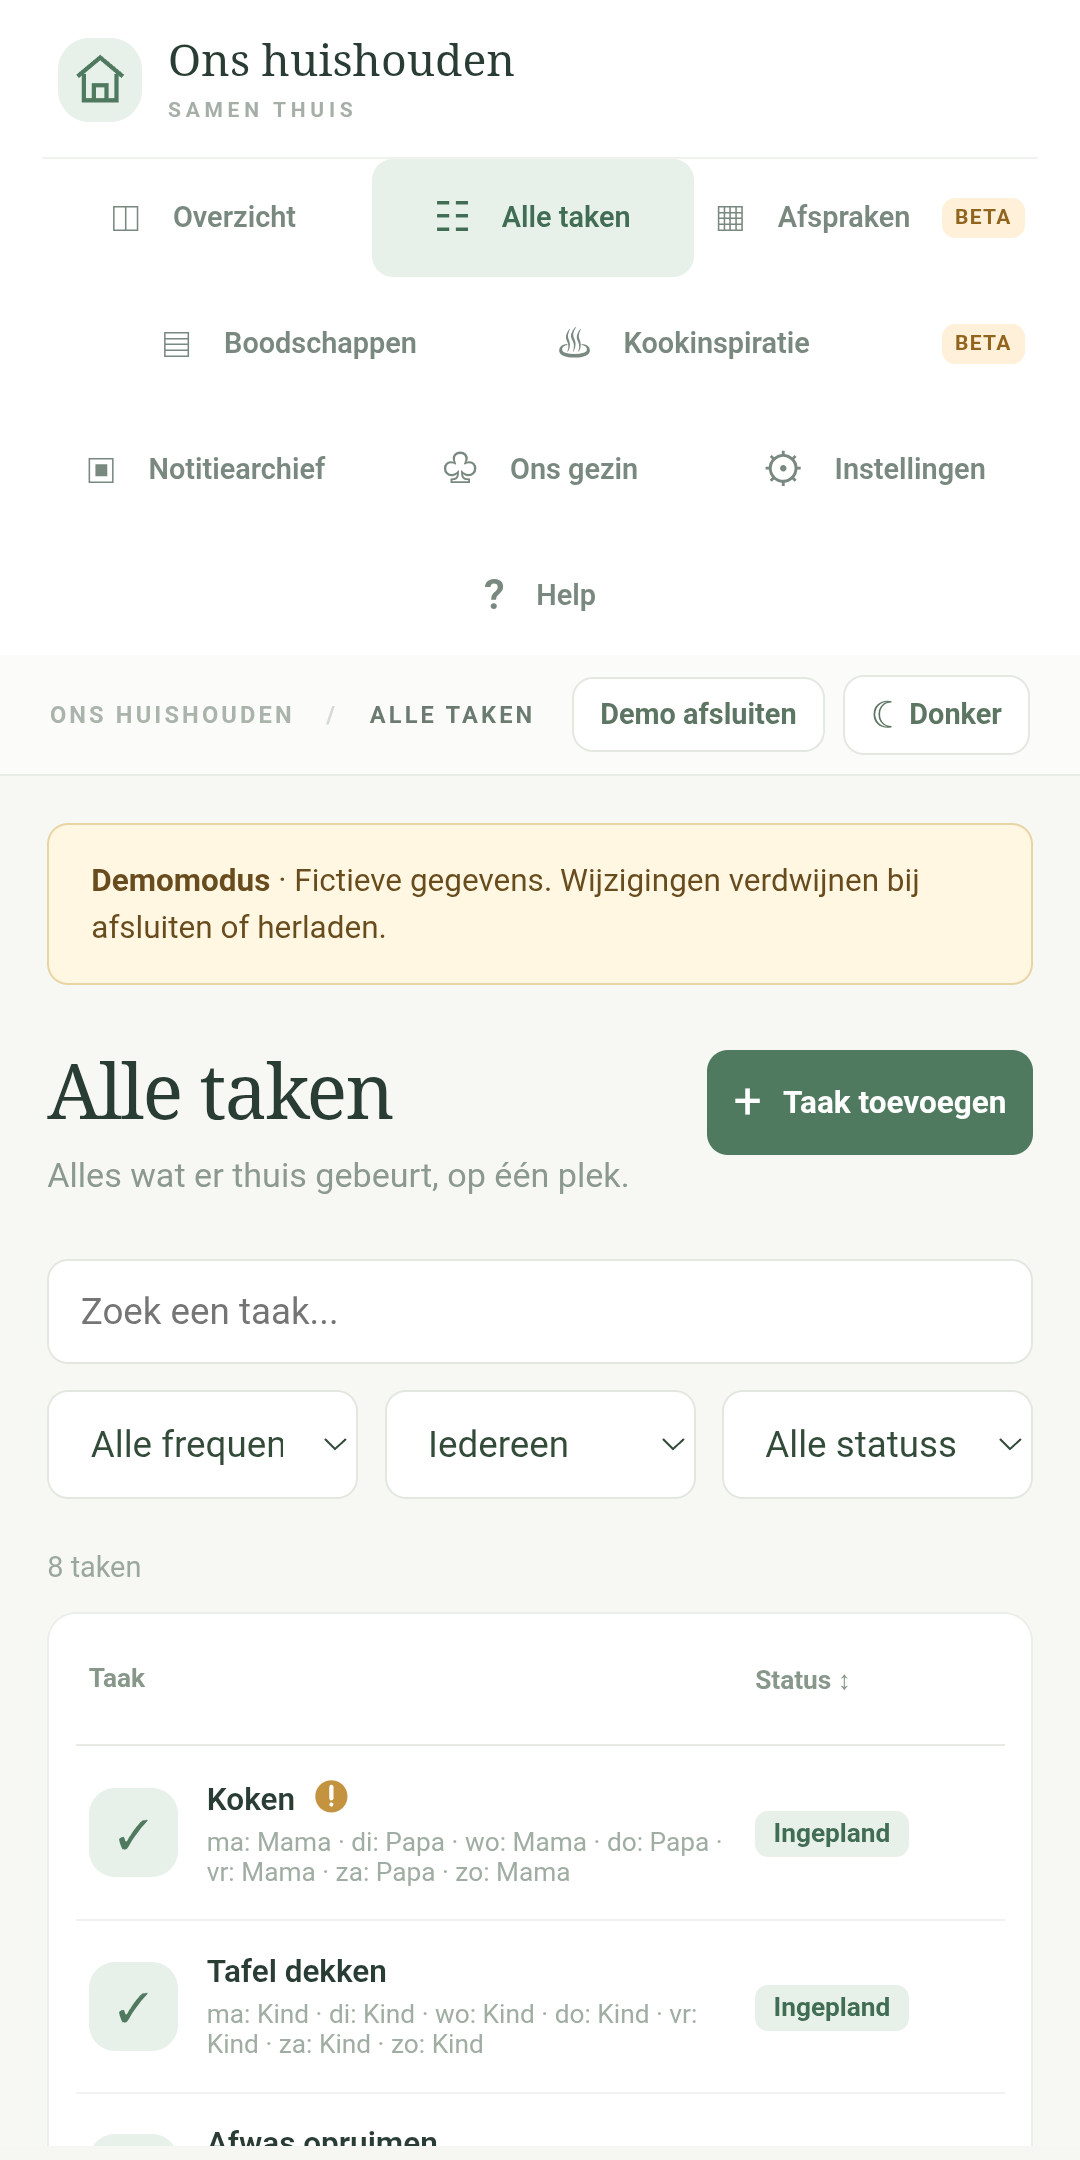 Ons huishouden
SAMEN THUIS
Overzicht
Alle taken
Afspraken BETA
Boodschappen
Kookinspiratie BETA
Notitiearchief
Ons gezin
Instellingen
? Help
ONS HUISHOUDEN / ALLE TAKEN
Demo afsluiten
Donker
Demomodus · Fictieve gegevens. Wijzigingen verdwijnen bij
afsluiten of herladen.
Alle taken
+ Taak toevoegen
Alles wat er thuis gebeurt, op één plek.
Zoek een taak...
Alle frequen
Iedereen
Alle statuss
8 taken
Taak
Status ↕
Koken
ma: Mama · di: Papa · wo: Mama · do: Papa ·
vr: Mama · za: Papa · zo: Mama
Ingepland
Tafel dekken
ma: Kind · di: Kind · wo: Kind · do: Kind · vr:
Kind · za: Kind · zo: Kind
Ingepland
Afwas opruimen